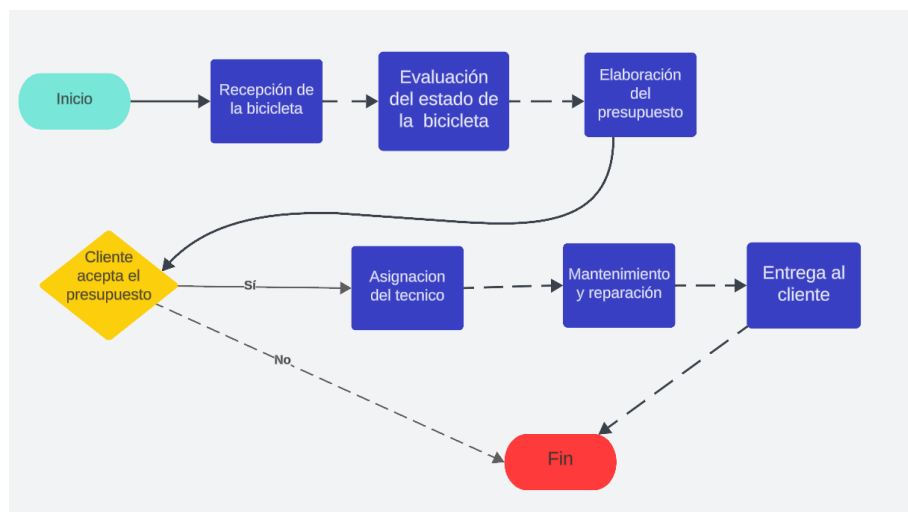 Inicio
Recepción de
la bicicleta
Evaluación
del estado de
la bicicleta
Elaboración
del
presupuesto
Cliente
acepta el
presupuesto
Sí
Asignacion
del tecnico
Mantenimiento
y reparación
Entrega al
cliente
No
Fin